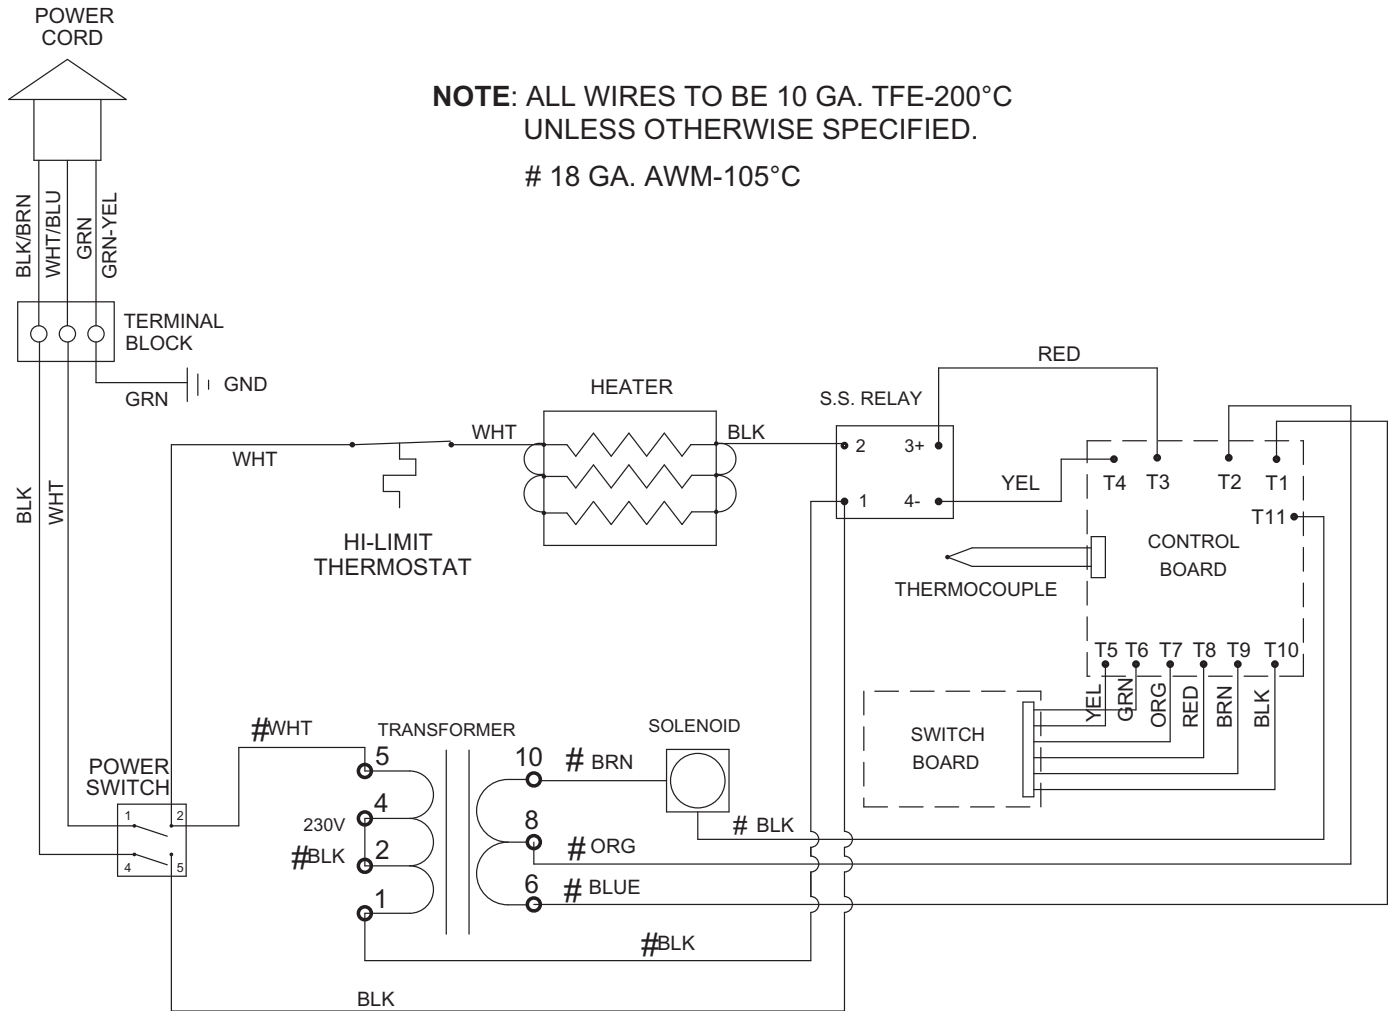 POWER
CORD
NOTE: ALL WIRES TO BE 10 GA. TFE-200°C
UNLESS OTHERWISE SPECIFIED.
# 18 GA. AWM-105°C
BLK/BRN
WHT/BLU
GRN
GRN-YEL
TERMINAL
BLOCK
GRN
GND
BLK
WHT
WHT
HI-LIMIT
THERMOSTAT
WHT
HEATER
BLK
S.S. RELAY
2
3+
1
4-
RED
YEL
T4
T3
T2
T1
T11
CONTROL
BOARD
THERMOCOUPLE
T5
T6
T7
T8
T9
T10
YEL
GRN
ORG
RED
BRN
BLK
SWITCH
BOARD
POWER
SWITCH
1
2
4
5
#WHT
TRANSFORMER
5
4
230V
#BLK
2
1
10
# BRN
SOLENOID
# BLK
8
# ORG
6
# BLUE
#BLK
BLK